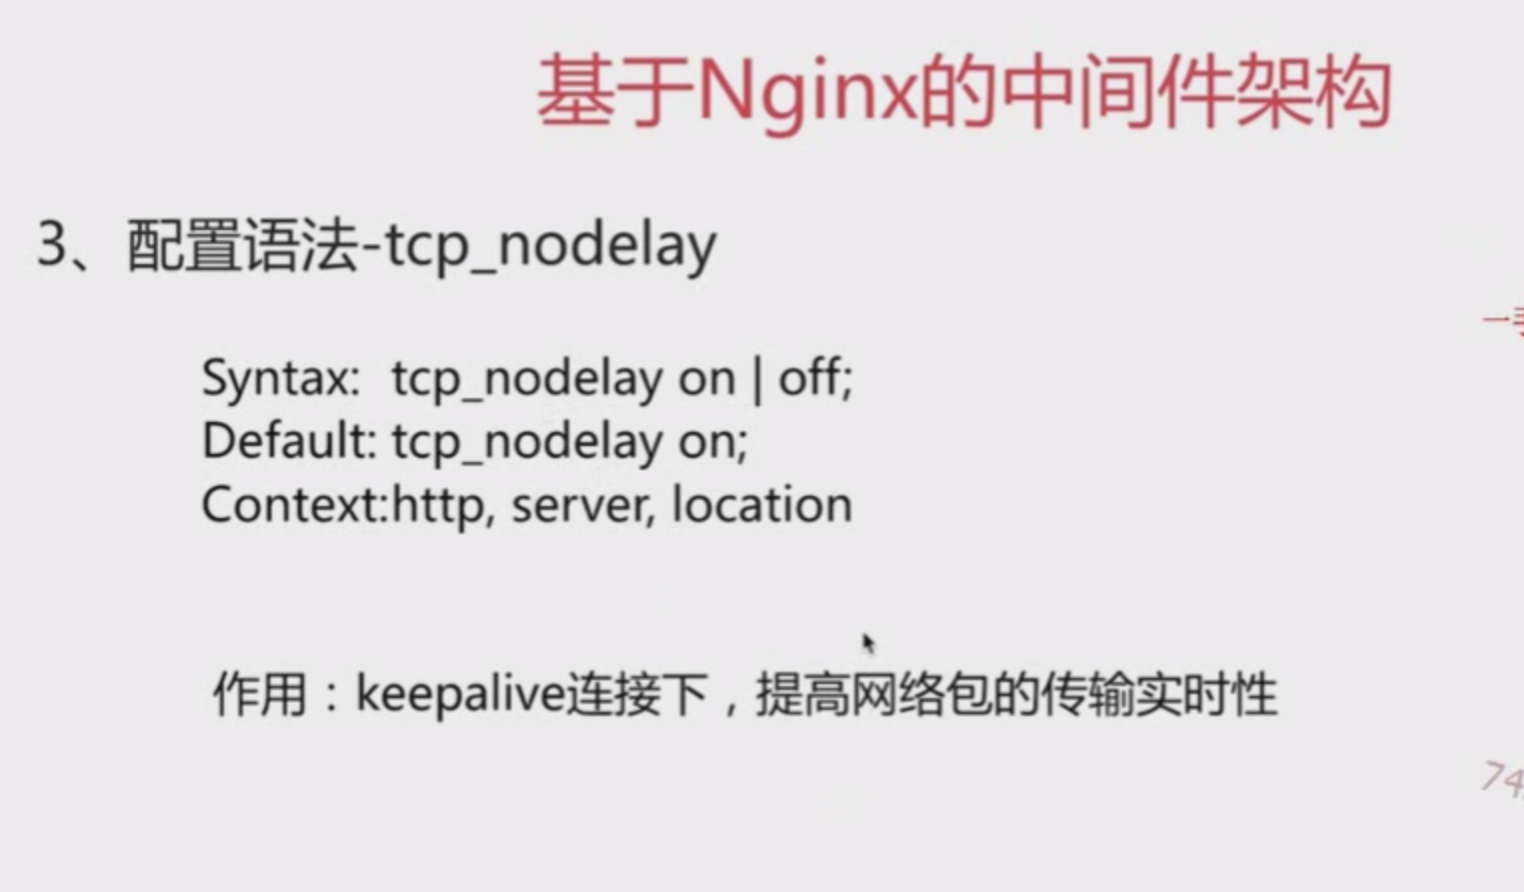 基于Nginx的中间件架构
3、配置语法-tcp_nodelay
Syntax: tcp_nodelay on | off;
Default: tcp_nodelay on;
Context:http, server, location
作用：keepalive连接下，提高网络包的传输实时性
74